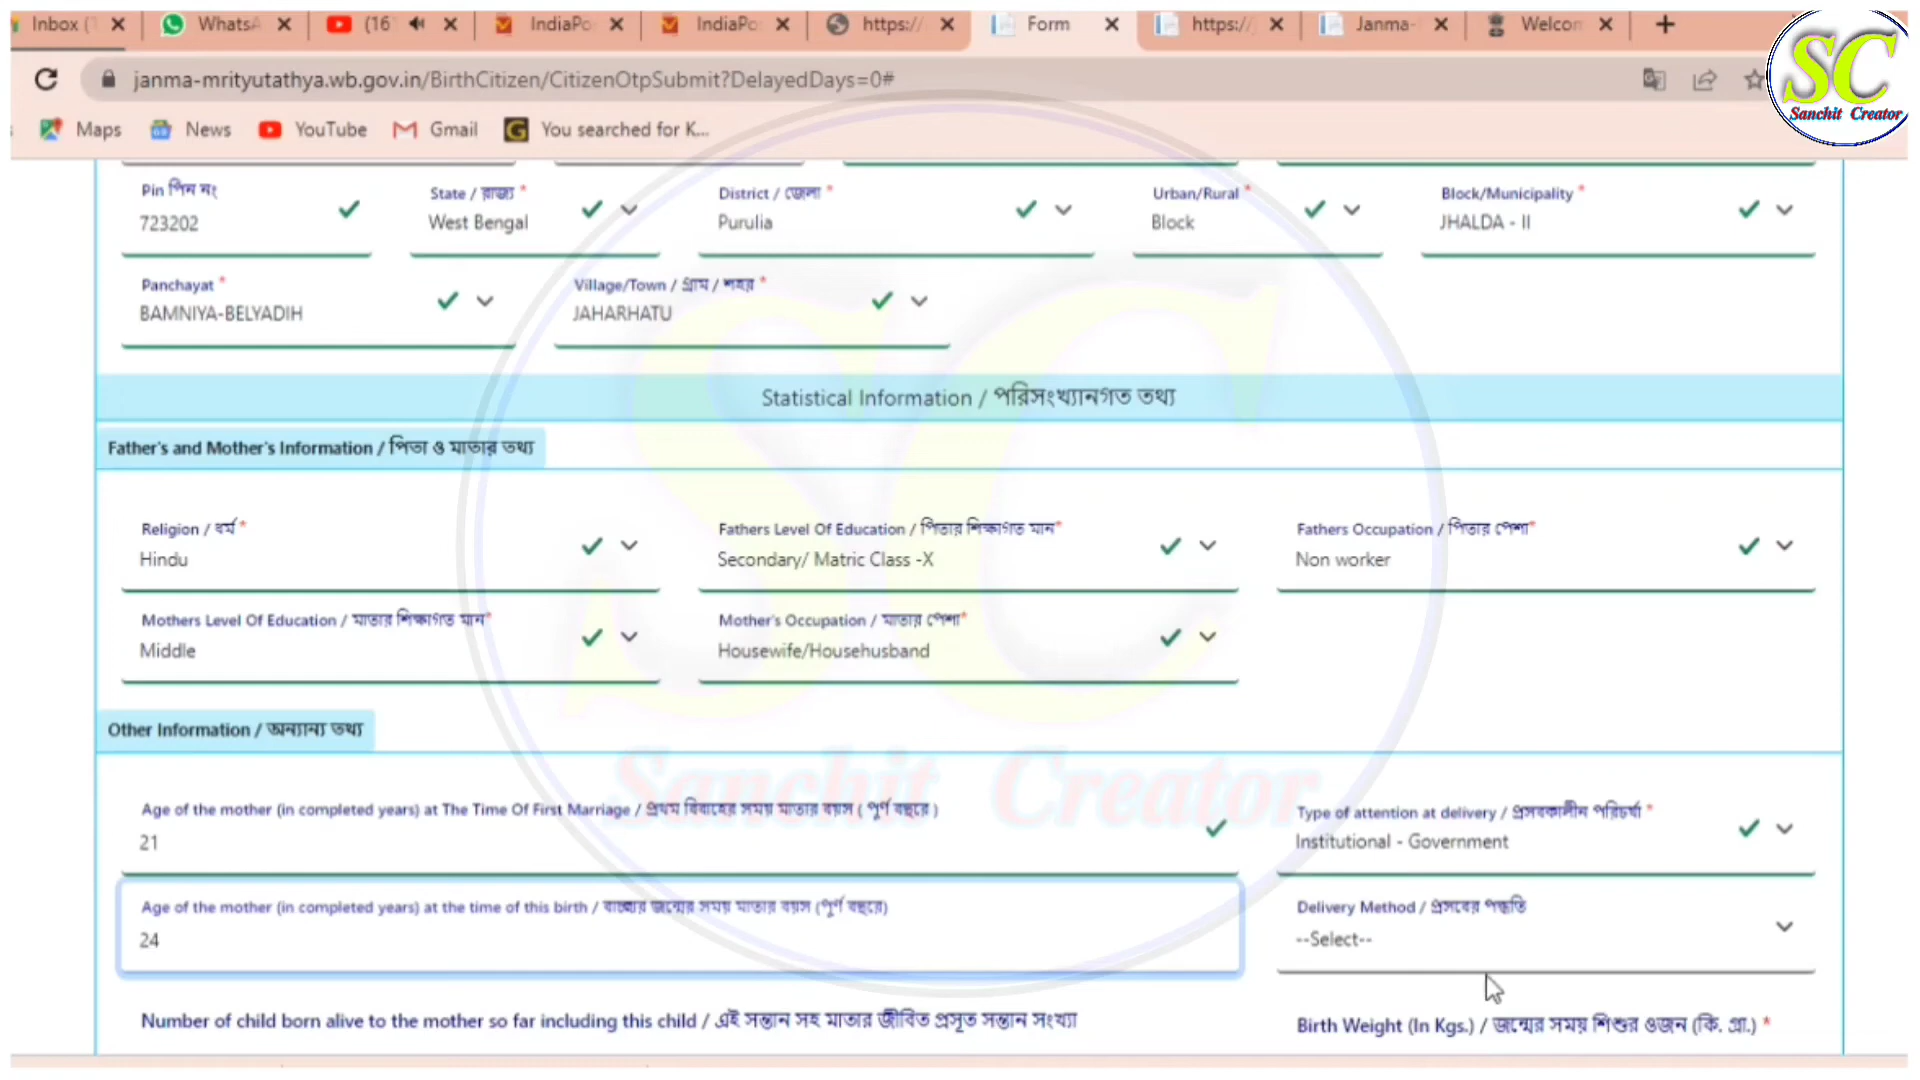 Inbox (
WhatsA
(16
IndiaPo
IndiaPo
https://
Form
https://j
Janma-
Welcon
SC
Sanchit Creator
janma-mrityutathya.wb.gov.in/BirthCitizen/CitizenOtpSubmit?DelayedDays=0#
Maps
News
YouTube
Gmail
You searched for K...
Pin পিন নং
723202
State / রাজ্য *
West Bengal
District / জেলা *
Purulia
Urban/Rural *
Block
Block/Municipality *
JHALDA - II
Panchayat *
BAMNIYA-BELYADIH
Village/Town / গ্রাম / শহর *
JAHARHATU
Statistical Information / পরিসংখ্যানগত তথ্য
Father's and Mother's Information / পিতা ও মাতার তথ্য
Religion / ধর্ম *
Hindu
Fathers Level Of Education / পিতার শিক্ষাগত মান*
Secondary/ Matric Class -X
Fathers Occupation / পিতার পেশা*
Non worker
Mothers Level Of Education / মাতার শিক্ষাগত মান*
Middle
Mother's Occupation / মাতার পেশা*
Housewife/Househusband
Other Information / অন্যান্য তথ্য
Sanchit Creator
Age of the mother (in completed years) at The Time Of First Marriage / প্রথম বিবাহের সময় মাতার বয়স ( পূর্ণ বছরে )
21
Type of attention at delivery / প্রসবকালীন পরিচর্যা *
Institutional - Government
Age of the mother (in completed years) at the time of this birth / বাচ্চার জন্মের সময় মাতার বয়স (পূর্ণ বছরে)
24
Delivery Method / প্রসবের পদ্ধতি
--Select--
Number of child born alive to the mother so far including this child / এই সন্তান সহ মাতার জীবিত প্রসূত সন্তান সংখ্যা
Birth Weight (In Kgs.) / জন্মের সময় শিশুর ওজন (কি. গ্রা.) *